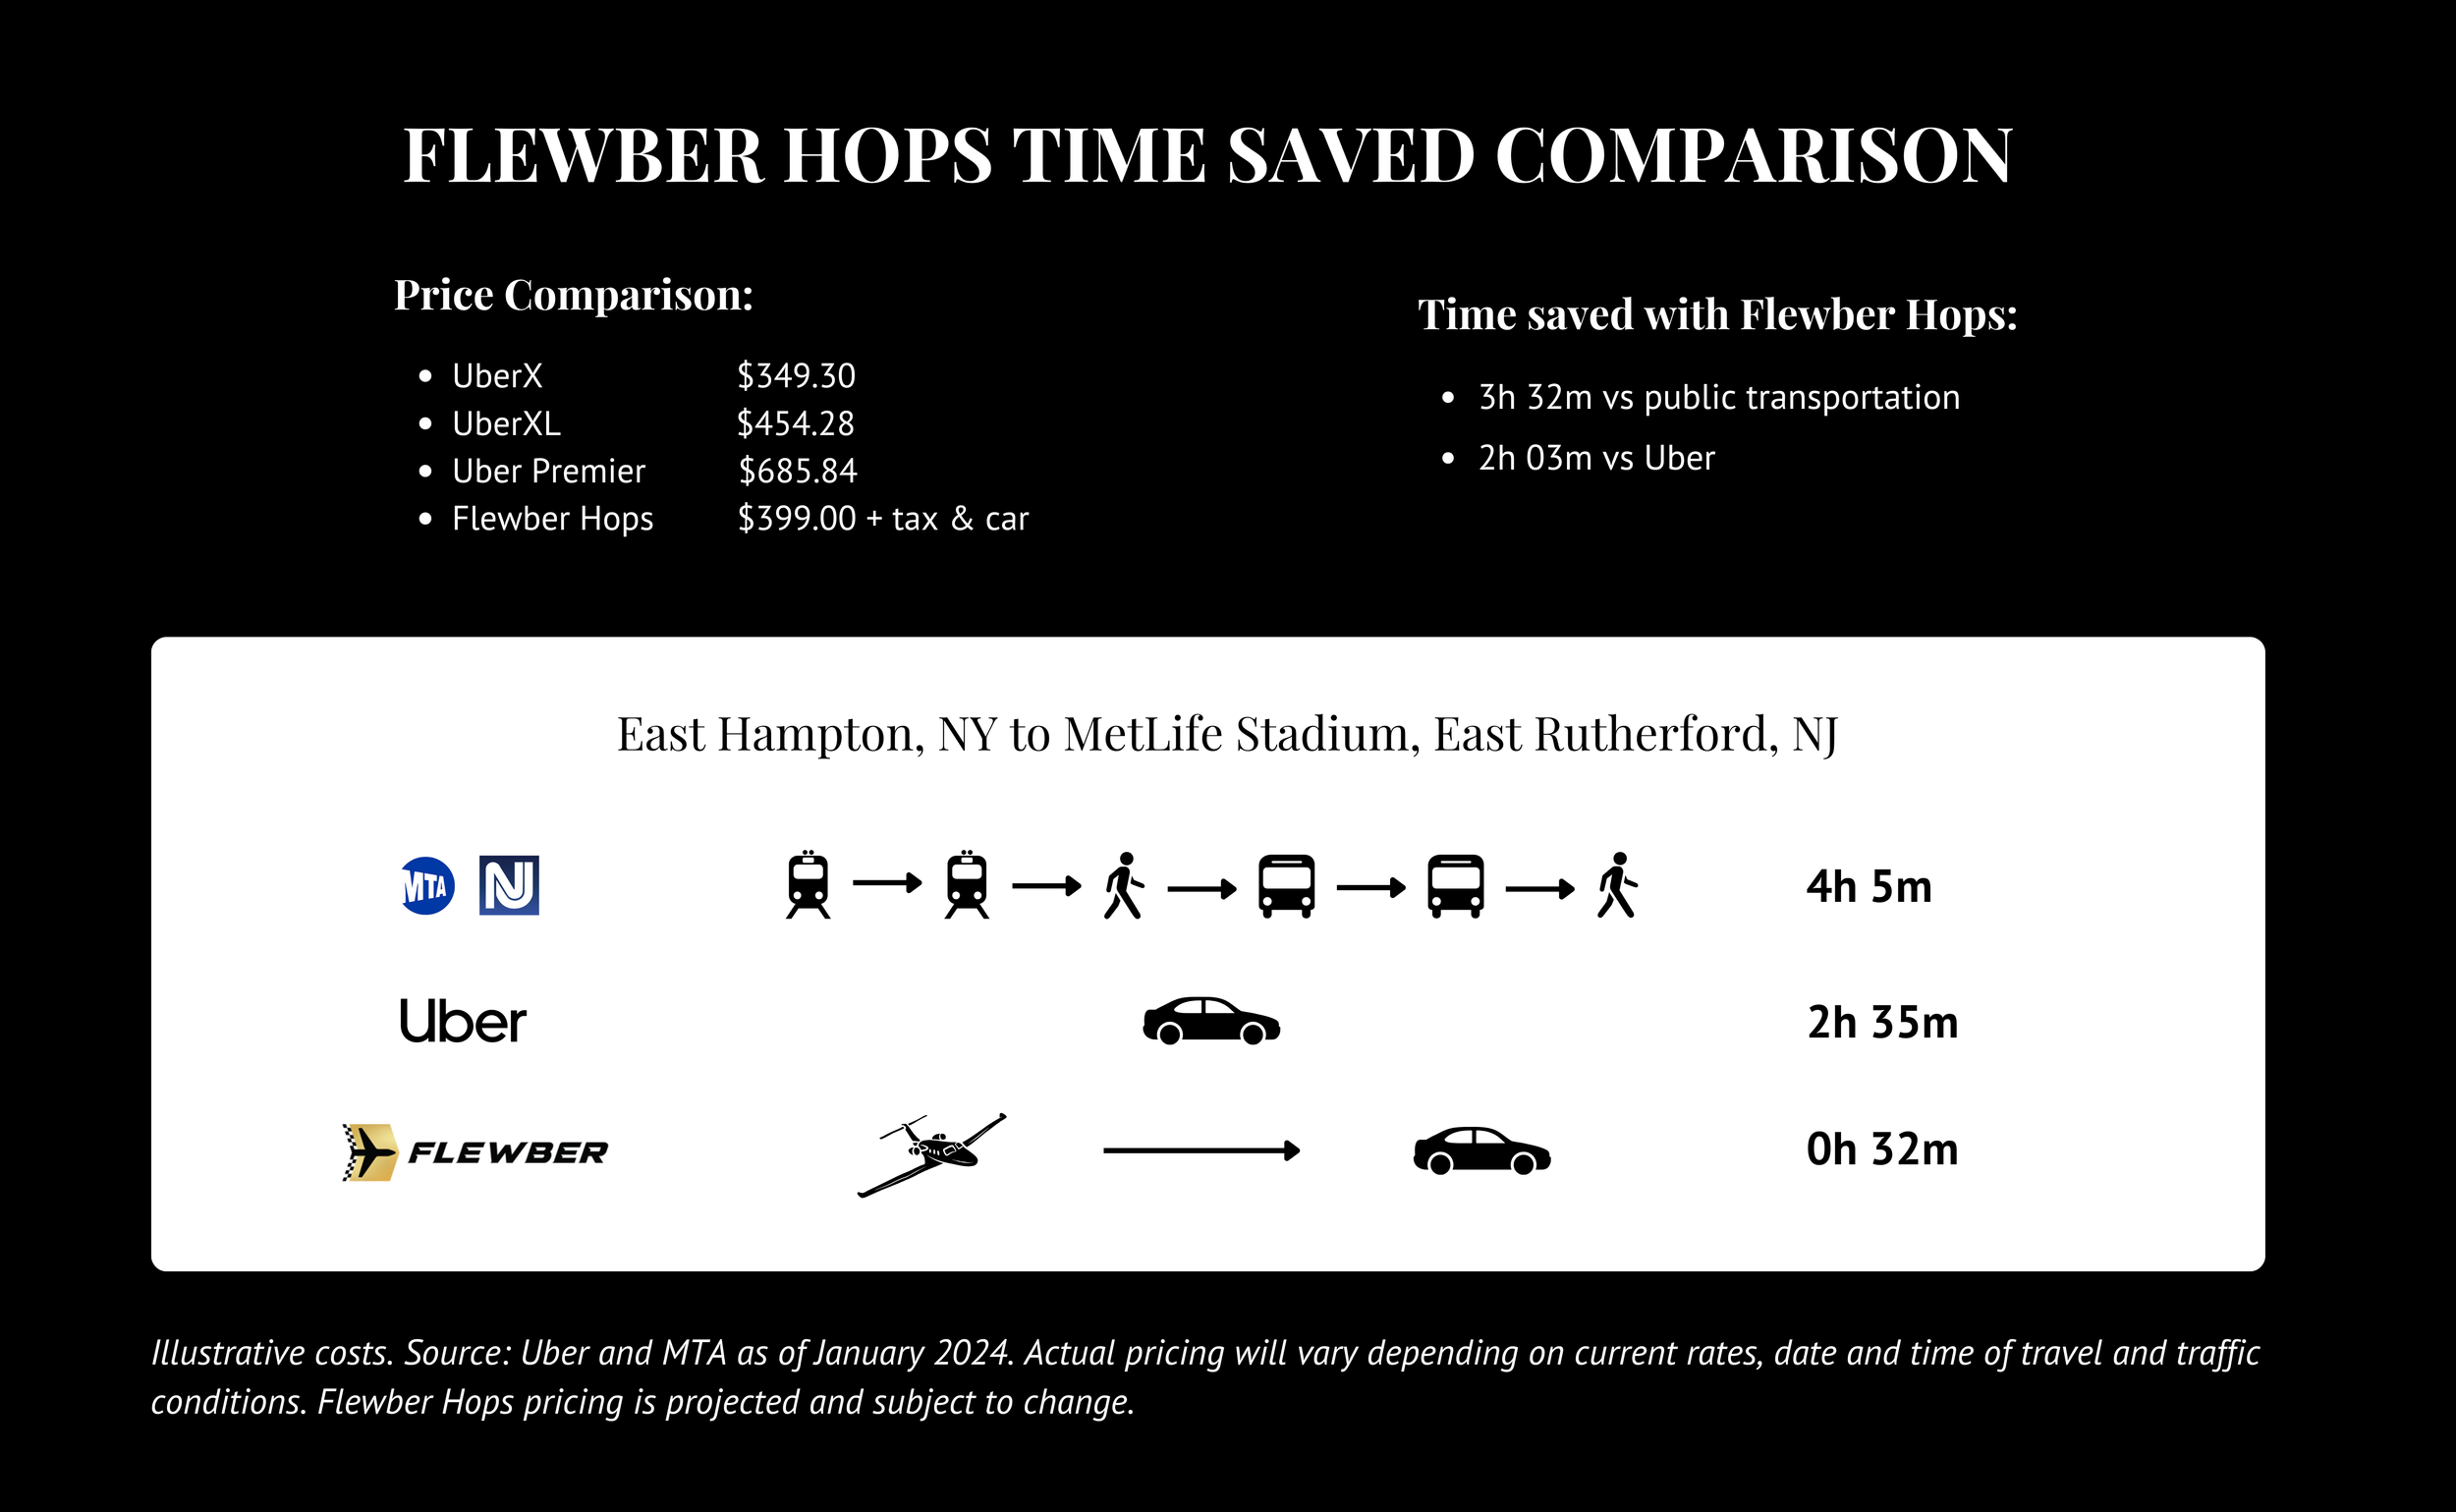 FLEWBER HOPS TIME SAVED COMPARISON
Price Comparison:
• UberX $349.30
• UberXL $454.28
• Uber Premier $685.84
• Flewber Hops $399.00 + tax & car
Time saved with Flewber Hops:
• 3h 32m vs public transportation
• 2h 03m vs Uber
East Hampton, NY to MetLife Stadium, East Rutherford, NJ
MTA NJ 4h 5m
Uber 2h 35m
FLEWBER 0h 32m
Illustrative costs. Source: Uber and MTA as of January 2024. Actual pricing will vary depending on current rates, date and time of travel and traffic
conditions. Flewber Hops pricing is projected and subject to change.